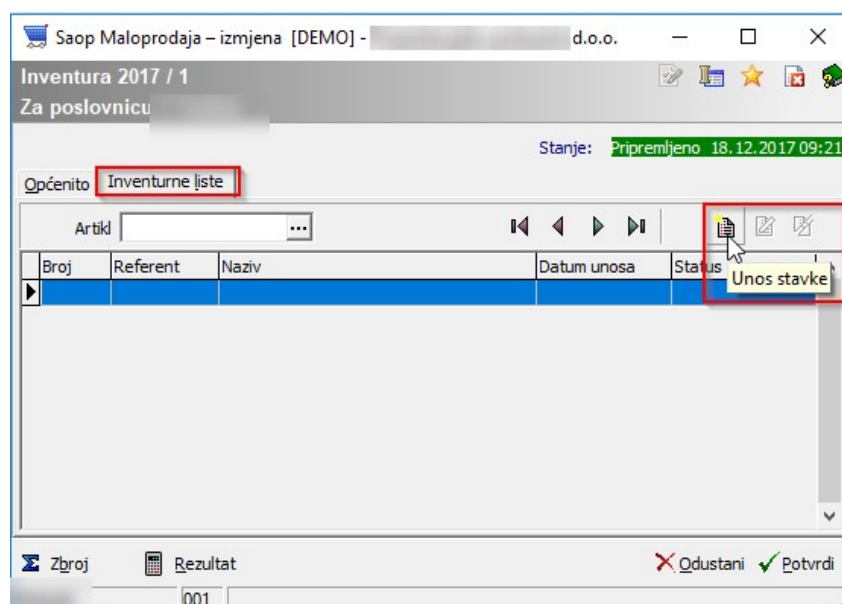 Saop Maloprodaja – izmjena [DEMO] - d.o.o.
Inventura 2017 / 1
Za poslovnicu
Stanje: Pripremljeno 18.12.2017 09:21
Općenito Inventurne liste
Artikl ...
Broj Referent Naziv Datum unosa Status
Unos stavke
Zbroj Rezultat Odustani Potvrdi
001